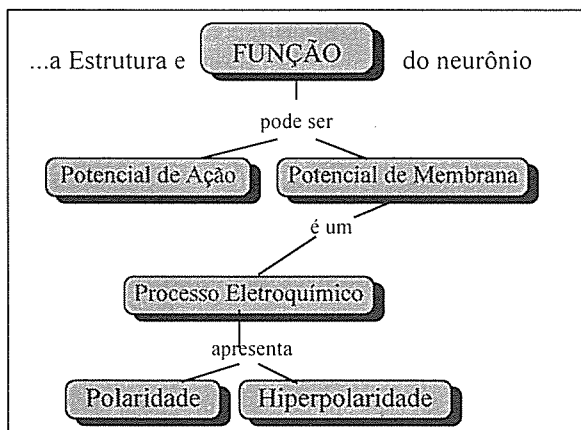 ...a Estrutura e FUNÇÃO do neurônio
pode ser
Potencial de Ação Potencial de Membrana
é um
Processo Eletroquímico
apresenta
Polaridade Hiperpolaridade